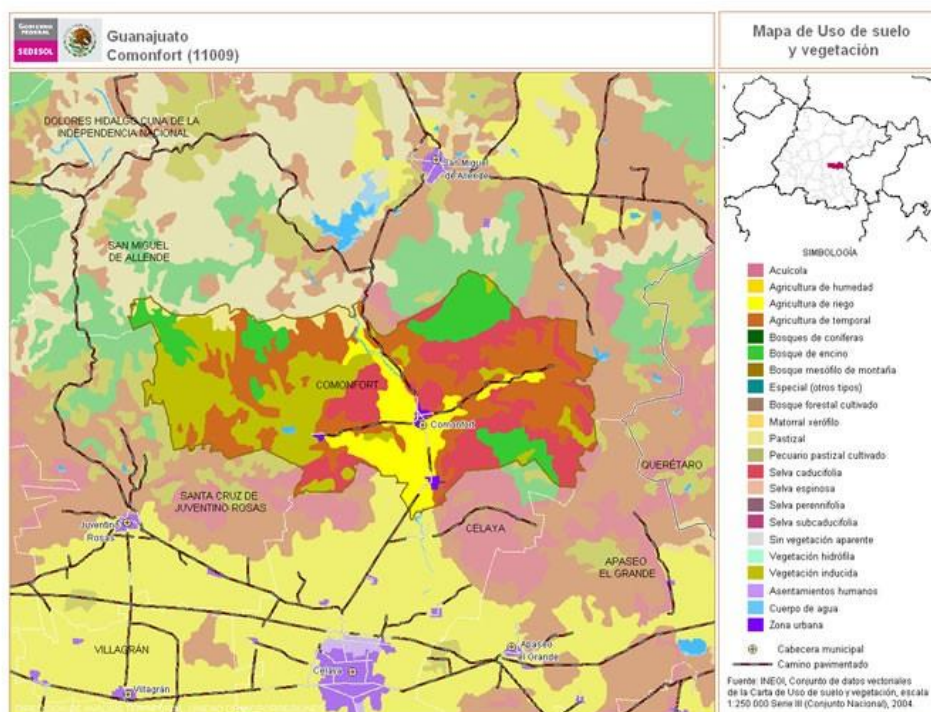 GOBIERNO
FEDERAL
SEDESOL
Guanajuato
Comonfort (11009)
Mapa de Uso de suelo
y vegetación
DOLORES HIDALGO CUNA DE LA
INDEPENDENCIA NACIONAL
San Miguel
de Allende
SAN MIGUEL
DE ALLENDE
COMONFORT
Comonfort
QUERÉTARO
SANTA CRUZ DE
JUVENTINO ROSAS
Juventino
Rosas
CELAYA
APASEO
EL GRANDE
VILLAGRÁN
Celaya
Apaseo
el Grande
Villagrán
SIMBOLOGÍA
Acuícola
Agricultura de humedad
Agricultura de riego
Agricultura de temporal
Bosques de coníferas
Bosque de encino
Bosque mesófilo de montaña
Especial (otros tipos)
Bosque forestal cultivado
Matorral xerófilo
Pastizal
Pecuario pastizal cultivado
Selva caducifolia
Selva espinosa
Selva perennifolia
Selva subcaducifolia
Sin vegetación aparente
Vegetación hidrófila
Vegetación inducida
Asentamientos humanos
Cuerpo de agua
Zona urbana
Cabecera municipal
Camino pavimentado
Fuente: INEGI, Conjunto de datos vectoriales
de la Carta de Uso de suelo y vegetación, escala
1:250 000 Serie III (Conjunto Nacional), 2004.